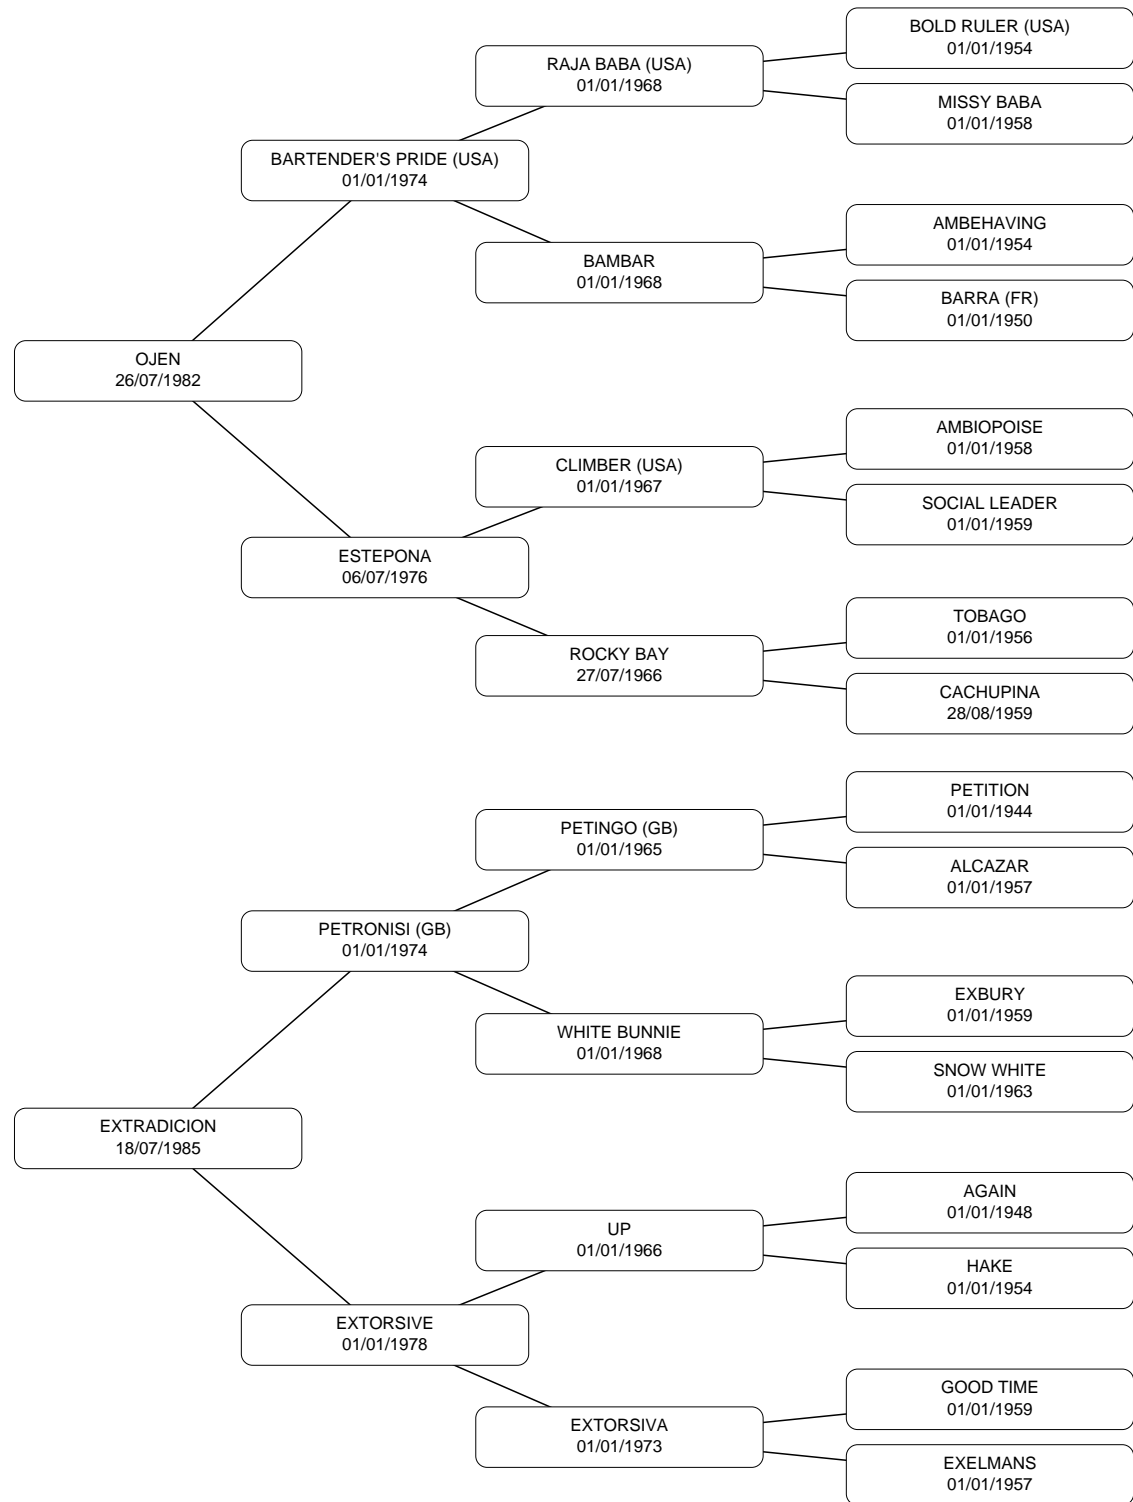 BOLD RULER (USA)
01/01/1954
RAJA BABA (USA)
01/01/1968
MISSY BABA
01/01/1958
BARTENDER'S PRIDE (USA)
01/01/1974
AMBEHAVING
01/01/1954
BAMBAR
01/01/1968
BARRA (FR)
01/01/1950
OJEN
26/07/1982
AMBIOPOISE
01/01/1958
CLIMBER (USA)
01/01/1967
SOCIAL LEADER
01/01/1959
ESTEPONA
06/07/1976
TOBAGO
01/01/1956
ROCKY BAY
27/07/1966
CACHUPINA
28/08/1959
PETITION
01/01/1944
PETINGO (GB)
01/01/1965
ALCAZAR
01/01/1957
PETRONISI (GB)
01/01/1974
EXBURY
01/01/1959
WHITE BUNNIE
01/01/1968
SNOW WHITE
01/01/1963
EXTRADICION
18/07/1985
AGAIN
01/01/1948
UP
01/01/1966
HAKE
01/01/1954
EXTORSIVE
01/01/1978
GOOD TIME
01/01/1959
EXTORSIVA
01/01/1973
EXELMANS
01/01/1957